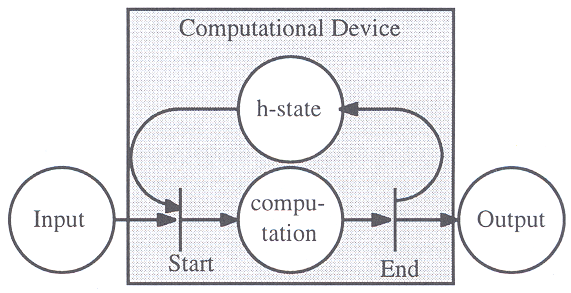 Computational Device
h-state
Input
compu-
tation
Output
Start
End